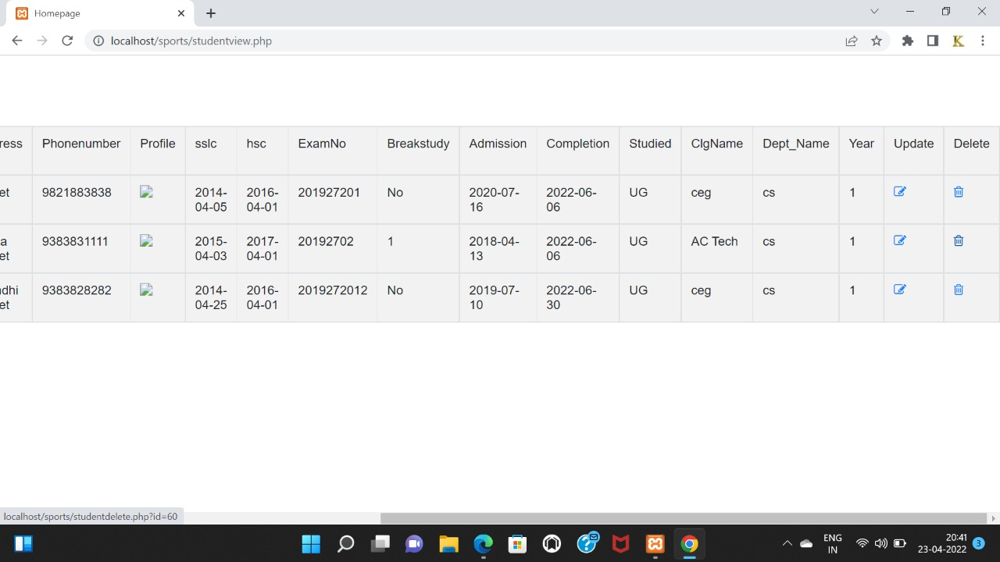 Homepage
localhost/sports/studentview.php
ress Phonenumber Profile sslc hsc ExamNo Breakstudy Admission Completion Studied ClgName Dept_Name Year Update Delete
et 9821883838 2014- 2016- 201927201 No 2020-07- 2022-06- UG ceg cs 1
04-05 04-01 16 06
a 9383831111 2015- 2017- 20192702 1 2018-04- 2022-06- UG AC Tech cs 1
et 04-03 04-01 13 06
dhi 9383828282 2014- 2016- 2019272012 No 2019-07- 2022-06- UG ceg cs 1
et 04-25 04-01 10 30
localhost/sports/studentdelete.php?id=60
ENG 20:41
IN 23-04-2022 3